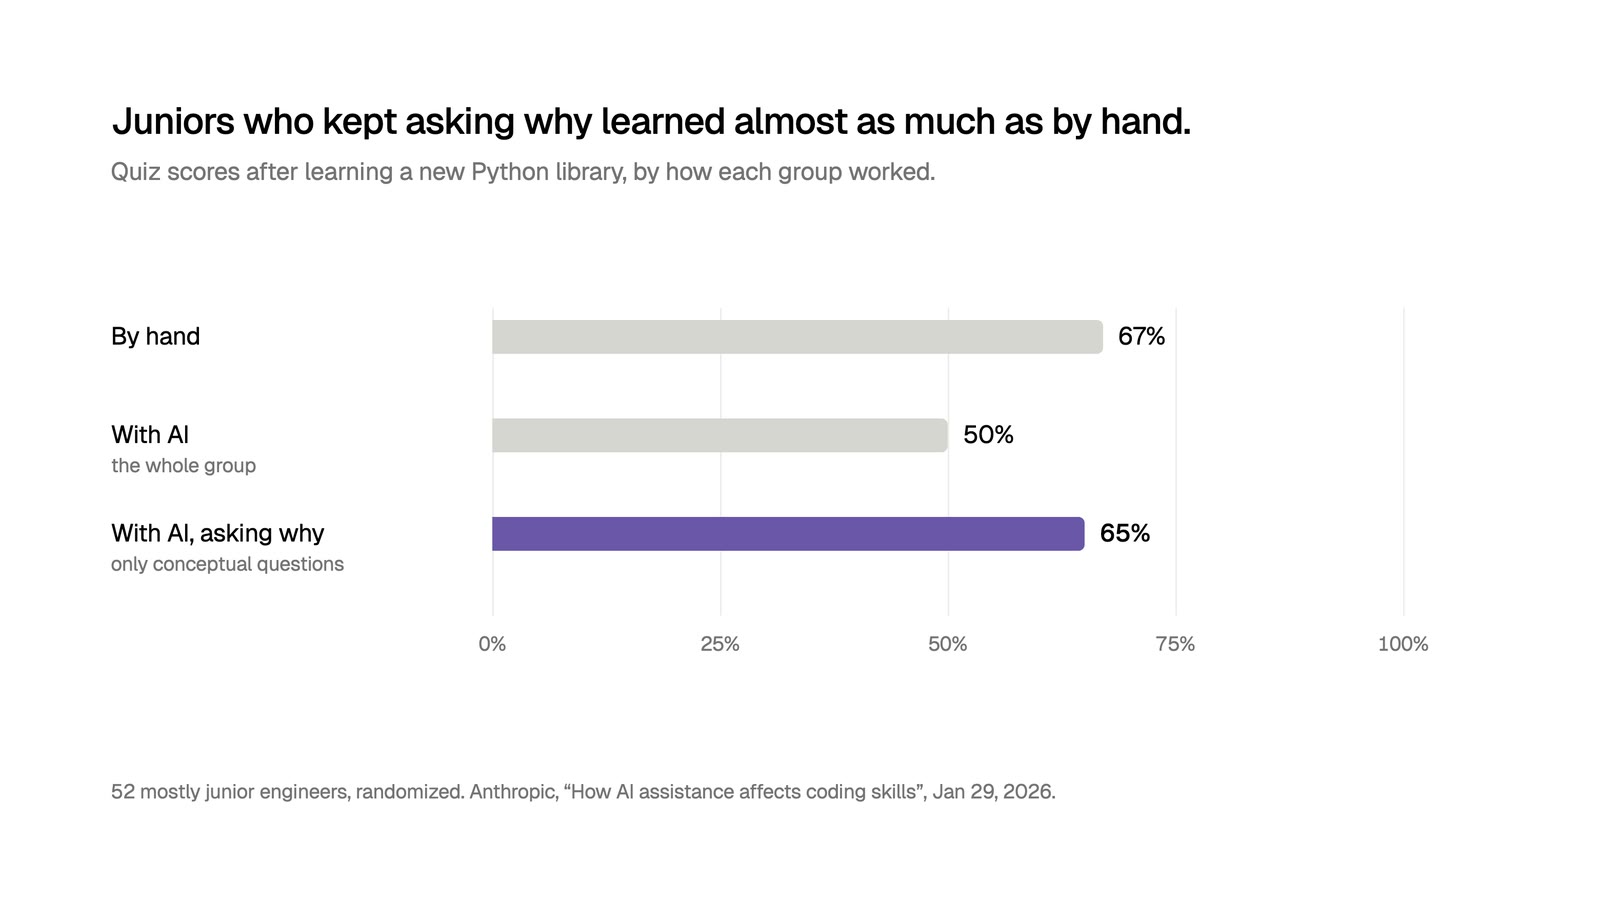 Juniors who kept asking why learned almost as much as by hand.
Quiz scores after learning a new Python library, by how each group worked.
By hand
67%
With AI
the whole group
50%
With AI, asking why
only conceptual questions
65%
0% 25% 50% 75% 100%
52 mostly junior engineers, randomized. Anthropic, “How AI assistance affects coding skills”, Jan 29, 2026.